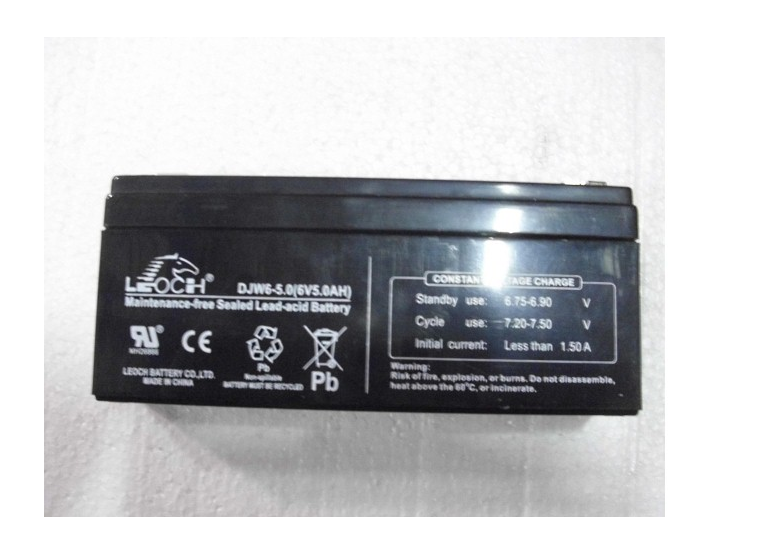 LEOCH®
DJW6-5.0(6V5.0AH)
Maintenance-free Sealed Lead-acid Battery
LEOCH BATTERY CO.,LTD.
MADE IN CHINA
Pb
Non-spillable
BATTERY MUST BE RECYCLED
Pb
CHARGE
Standby use: 6.75-6.90 V
Cycle use: 7.20-7.50 V
Initial current: Less than 1.50A
Warning:
Risk of fire, explosion, or burns. Do not disassemble,
heat above the 60°C, or incinerate.